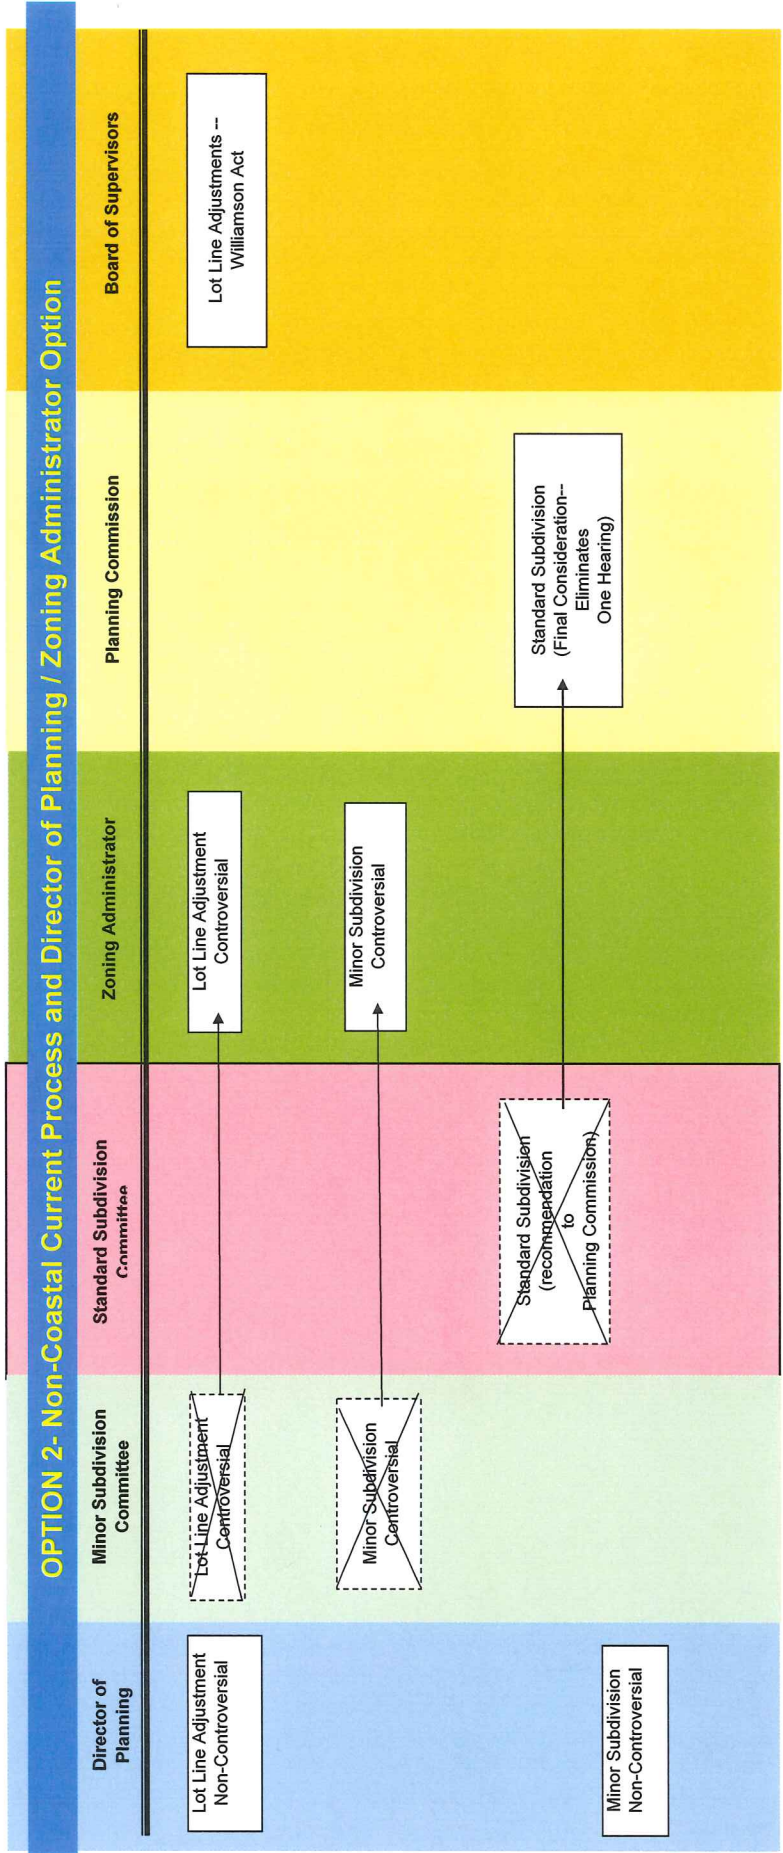 OPTION 2- Non-Coastal Current Process and Director of Planning / Zoning Administrator Option
Director of
Planning
Minor Subdivision
Committee
Standard Subdivision
Committee
Zoning Administrator
Planning Commission
Board of Supervisors
Lot Line Adjustment
Non-Controversial
Lot Line Adjustment
Controversial
Lot Line Adjustment
Controversial
Lot Line Adjustments --
Williamson Act
Minor Subdivision
Controversial
Minor Subdivision
Controversial
Standard Subdivision
(recommendation
to
Planning Commission)
Standard Subdivision
(Final Consideration--
Eliminates
One Hearing)
Minor Subdivision
Non-Controversial